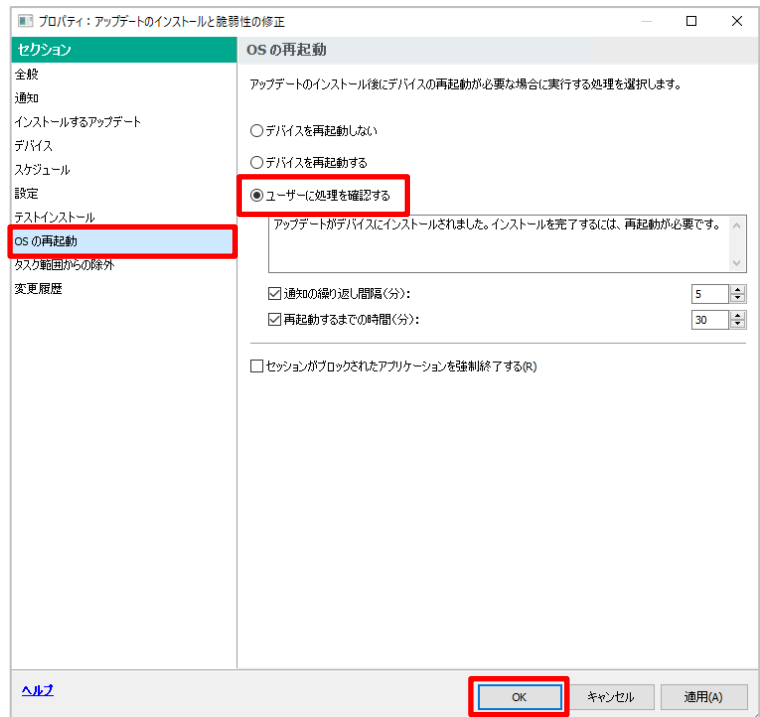 プロパティ：アップデートのインストールと脆弱性の修正
セクション
全般
通知
インストールするアップデート
デバイス
スケジュール
設定
テストインストール
OS の再起動
タスク範囲からの除外
変更履歴
OS の再起動
アップデートのインストール後にデバイスの再起動が必要な場合に実行する処理を選択します。
デバイスを再起動しない
デバイスを再起動する
ユーザーに処理を確認する
アップデートがデバイスにインストールされました。インストールを完了するには、再起動が必要です。
通知の繰り返し間隔(分): 5
再起動するまでの時間(分): 30
セッションがブロックされたアプリケーションを強制終了する(R)
ヘルプ
OK キャンセル 適用(A)